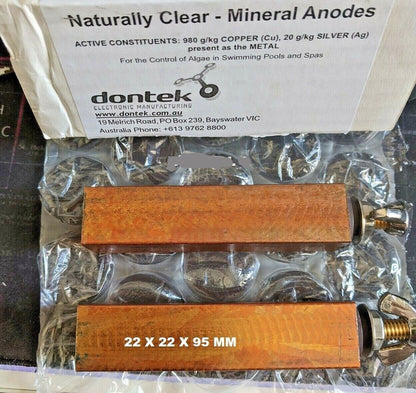 Naturally Clear - Mineral Anodes
ACTIVE CONSTITUENTS: 980 g/kg COPPER (Cu), 20 g/kg SILVER (Ag)
present as the METAL
For the Control of Algae in Swimming Pools and Spas
dontek
ELECTRONIC MANUFACTURING
www.dontek.com.au
19 Melrich Road, PO Box 239, Bayswater VIC
Australia Phone: +613 9762 8800
22 X 22 X 95 MM